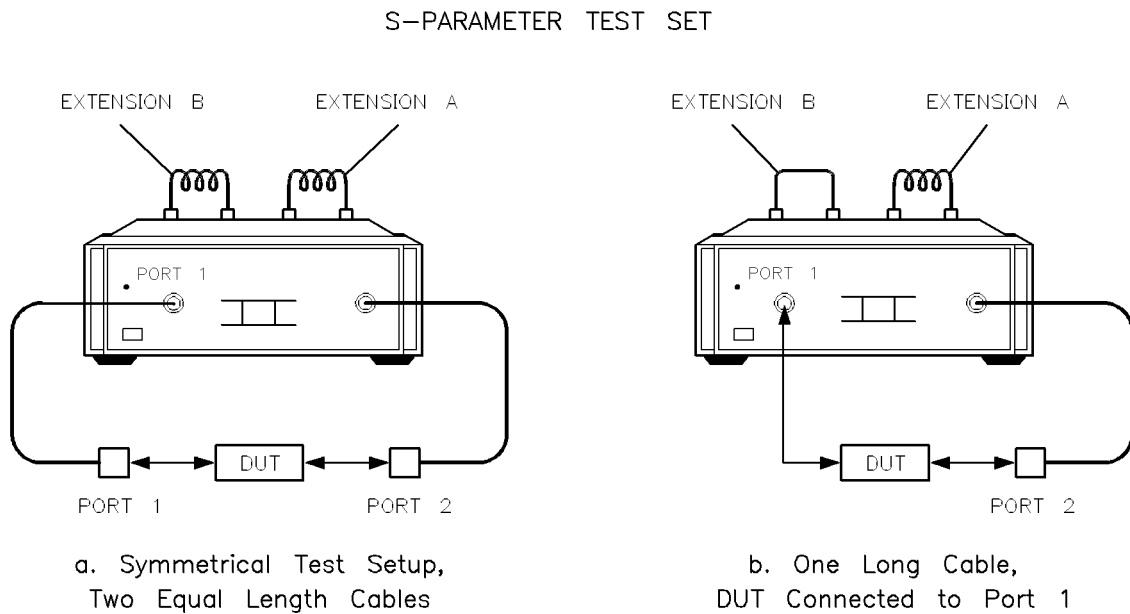 S-PARAMETER TEST SET
EXTENSION B
EXTENSION A
PORT 1
DUT
PORT 1
PORT 2
a. Symmetrical Test Setup,
Two Equal Length Cables
EXTENSION B
EXTENSION A
PORT 1
DUT
PORT 2
b. One Long Cable,
DUT Connected to Port 1